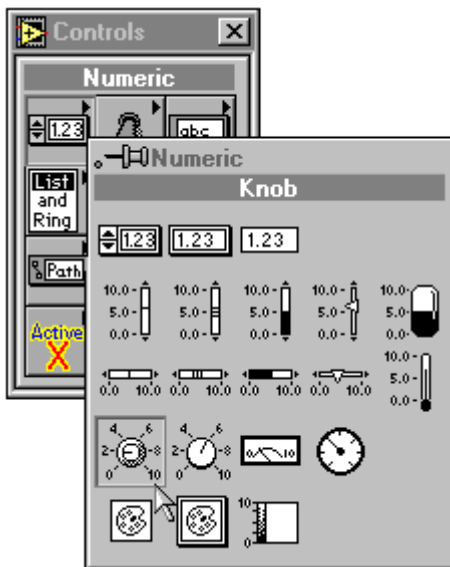 Controls
Numeric
1.23
abc
List
and
Ring
Path
Active
X
Numeric
Knob
1.23 1.23 1.23
10.0 10.0 10.0 10.0 10.0
5.0 5.0 5.0 5.0 5.0
0.0 0.0 0.0 0.0 0.0
10.0
5.0
0.0
0.0 10.0 0.0 10.0 0.0 10.0 0.0 10.0
4 6 4 6
2 8 2 8
0 10 0 10
0 10
10
0